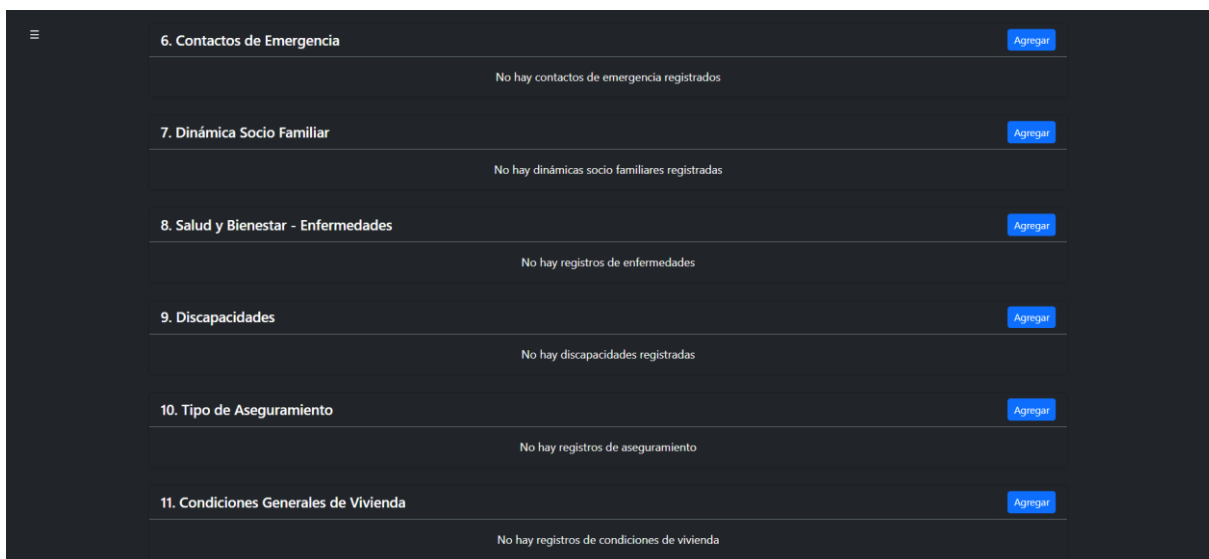 ☰
6. Contactos de Emergencia Agregar
No hay contactos de emergencia registrados
7. Dinámica Socio Familiar Agregar
No hay dinámicas socio familiares registradas
8. Salud y Bienestar - Enfermedades Agregar
No hay registros de enfermedades
9. Discapacidades Agregar
No hay discapacidades registradas
10. Tipo de Aseguramiento Agregar
No hay registros de aseguramiento
11. Condiciones Generales de Vivienda Agregar
No hay registros de condiciones de vivienda